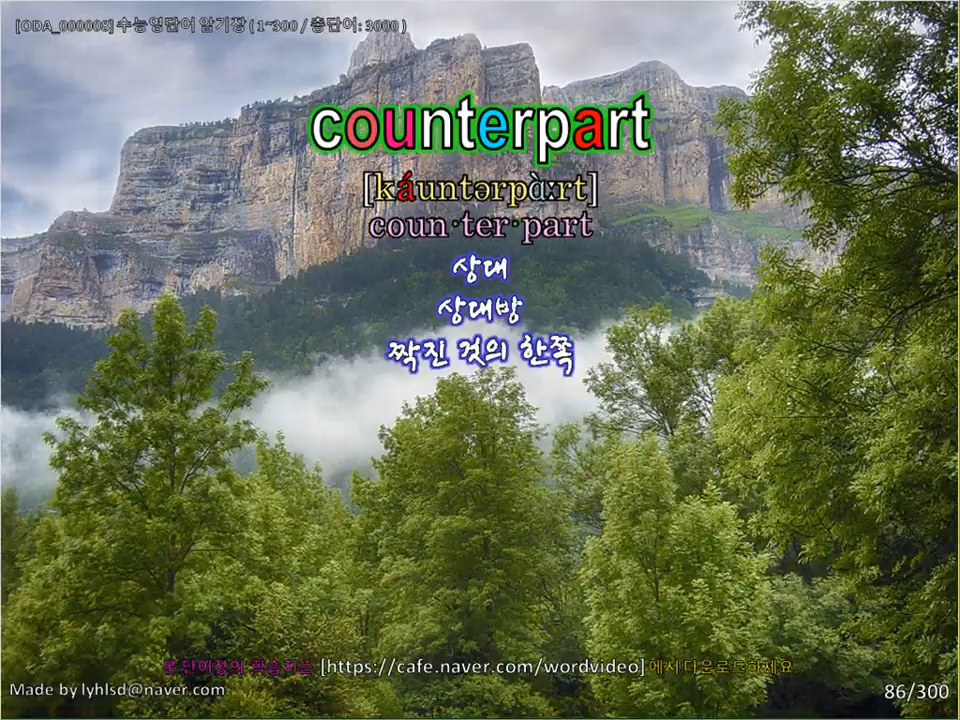 [ODA_000008] 수능영단어 암기장 ( 1~300 / 총단어: 3000 )
counterpart
[káuntərpὰːrt]
coun·ter·part
상대
상대방
짝진 것의 한쪽
본 단어장의 학습지는 [https://cafe.naver.com/wordvideo] 에서 다운로드하세요
Made by lyhlsd@naver.com
86/300